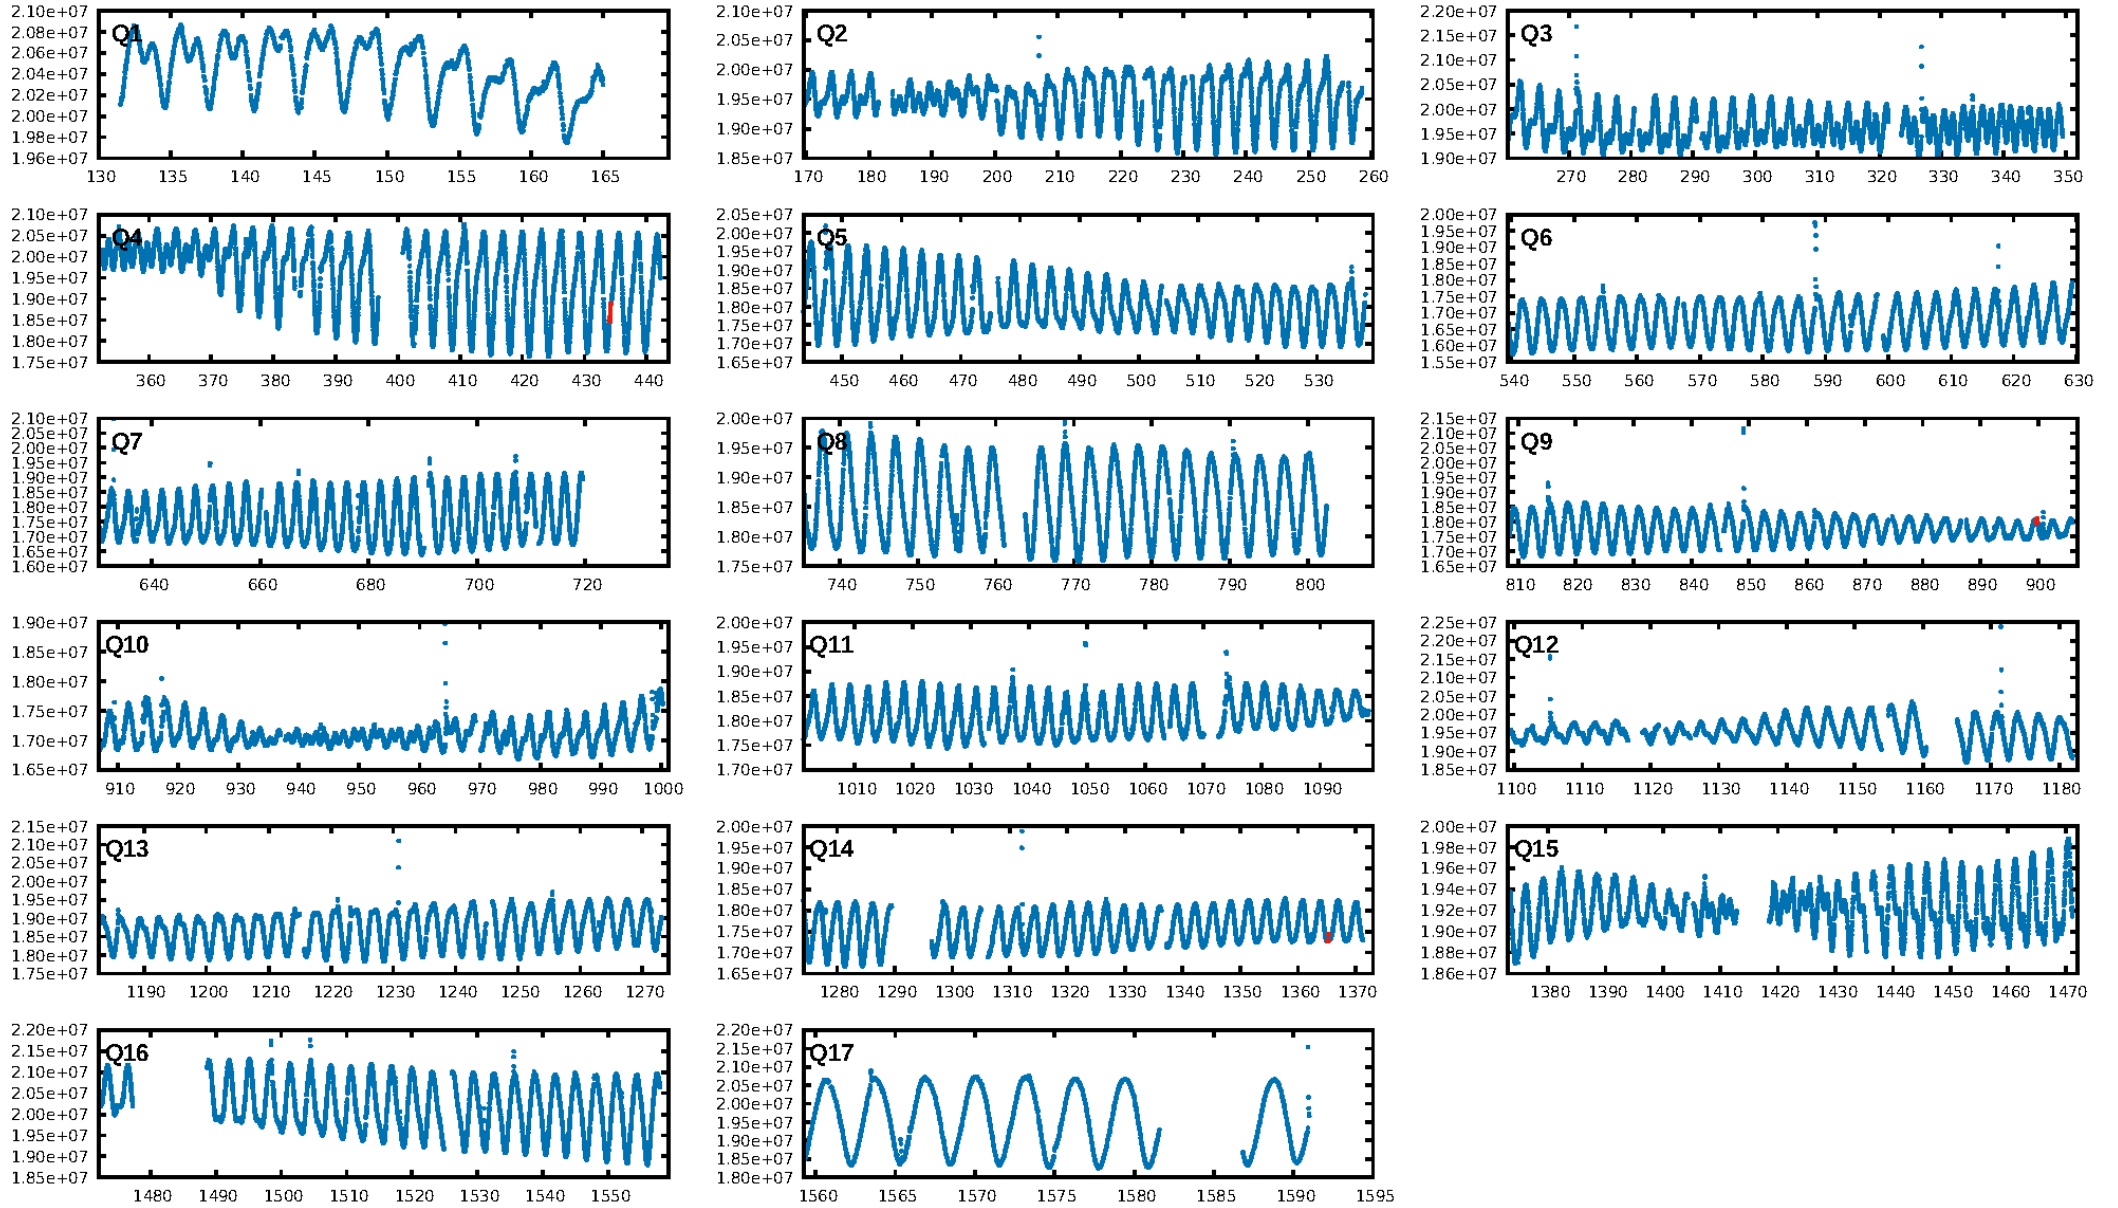 2.10e+07 2.08e+07 2.06e+07 2.04e+07 2.02e+07 2.00e+07 1.98e+07 1.96e+07
Q1
130 135 140 145 150 155 160 165
2.10e+07 2.05e+07 2.00e+07 1.95e+07 1.90e+07 1.85e+07
Q2
170 180 190 200 210 220 230 240 250 260
2.20e+07 2.15e+07 2.10e+07 2.05e+07 2.00e+07 1.95e+07 1.90e+07
Q3
270 280 290 300 310 320 330 340 350
2.10e+07 2.05e+07 2.00e+07 1.95e+07 1.90e+07 1.85e+07 1.80e+07 1.75e+07
Q4
360 370 380 390 400 410 420 430 440
2.05e+07 2.00e+07 1.95e+07 1.90e+07 1.85e+07 1.80e+07 1.75e+07 1.70e+07 1.65e+07
Q5
450 460 470 480 490 500 510 520 530
2.00e+07 1.95e+07 1.90e+07 1.85e+07 1.80e+07 1.75e+07 1.70e+07 1.65e+07 1.60e+07 1.55e+07
Q6
540 550 560 570 580 590 600 610 620 630
2.10e+07 2.05e+07 2.00e+07 1.95e+07 1.90e+07 1.85e+07 1.80e+07 1.75e+07 1.70e+07 1.65e+07 1.60e+07
Q7
640 660 680 700 720
2.00e+07 1.95e+07 1.90e+07 1.85e+07 1.80e+07 1.75e+07
Q8
740 750 760 770 780 790 800
2.15e+07 2.10e+07 2.05e+07 2.00e+07 1.95e+07 1.90e+07 1.85e+07 1.80e+07 1.75e+07 1.70e+07 1.65e+07
Q9
810 820 830 840 850 860 870 880 890 900
1.90e+07 1.85e+07 1.80e+07 1.75e+07 1.70e+07 1.65e+07
Q10
910 920 930 940 950 960 970 980 990 1000
2.00e+07 1.95e+07 1.90e+07 1.85e+07 1.80e+07 1.75e+07 1.70e+07
Q11
1010 1020 1030 1040 1050 1060 1070 1080 1090
2.25e+07 2.20e+07 2.15e+07 2.10e+07 2.05e+07 2.00e+07 1.95e+07 1.90e+07 1.85e+07
Q12
1100 1110 1120 1130 1140 1150 1160 1170 1180
2.15e+07 2.10e+07 2.05e+07 2.00e+07 1.95e+07 1.90e+07 1.85e+07 1.80e+07 1.75e+07
Q13
1190 1200 1210 1220 1230 1240 1250 1260 1270
2.00e+07 1.95e+07 1.90e+07 1.85e+07 1.80e+07 1.75e+07 1.70e+07 1.65e+07
Q14
1280 1290 1300 1310 1320 1330 1340 1350 1360 1370
2.00e+07 1.98e+07 1.96e+07 1.94e+07 1.92e+07 1.90e+07 1.88e+07 1.86e+07
Q15
1380 1390 1400 1410 1420 1430 1440 1450 1460 1470
2.20e+07 2.15e+07 2.10e+07 2.05e+07 2.00e+07 1.95e+07 1.90e+07 1.85e+07
Q16
1480 1490 1500 1510 1520 1530 1540 1550
2.20e+07 2.15e+07 2.10e+07 2.05e+07 2.00e+07 1.95e+07 1.90e+07 1.85e+07 1.80e+07
Q17
1560 1565 1570 1575 1580 1585 1590 1595